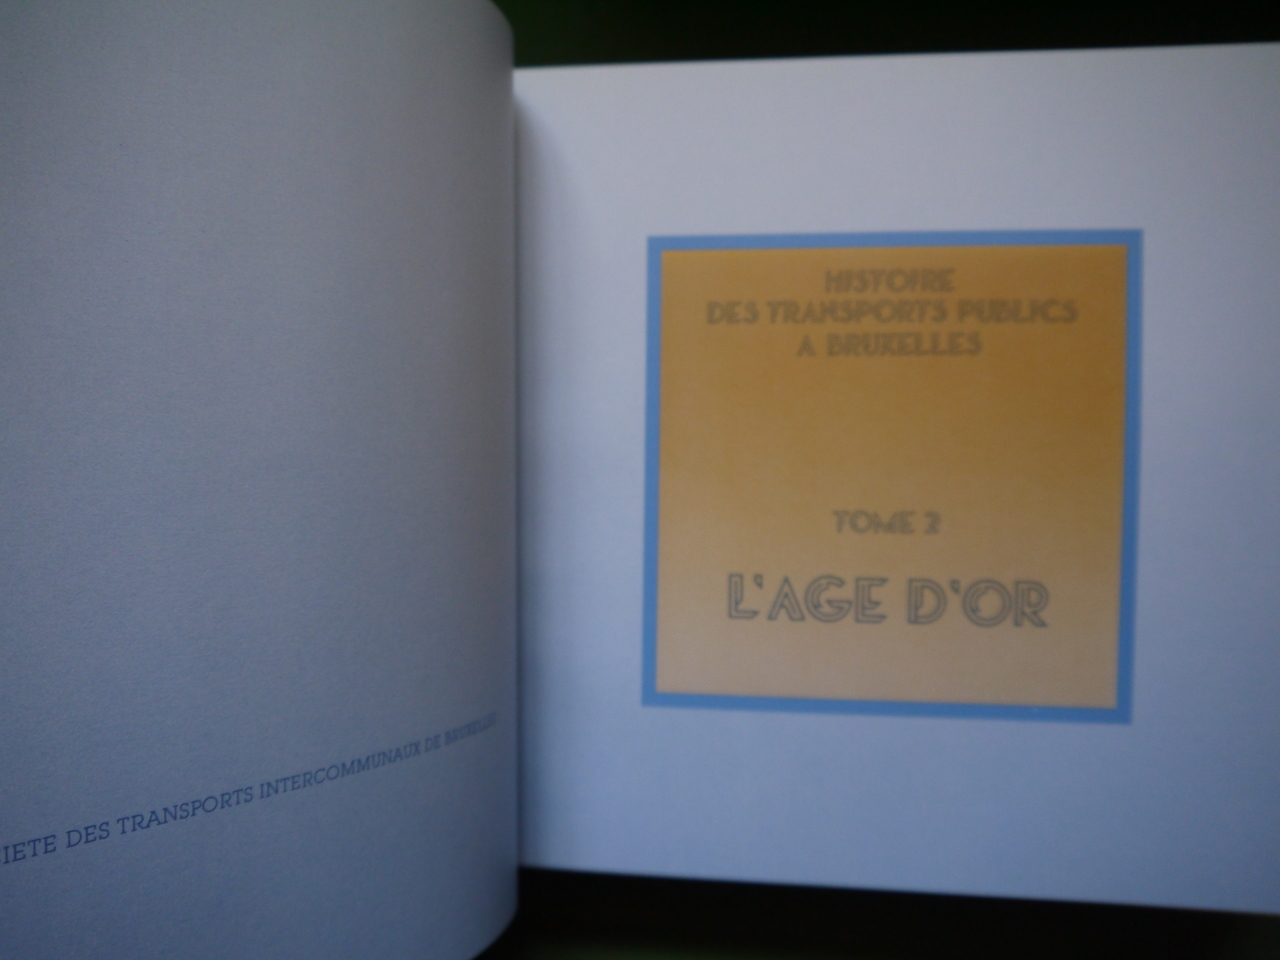 IETE DES TRANSPORTS INTERCOMMUNAUX DE BRUXELLES
HISTOIRE
DES TRANSPORTS PUBLICS
A BRUXELLES
TOME 2
L'AGE D'OR